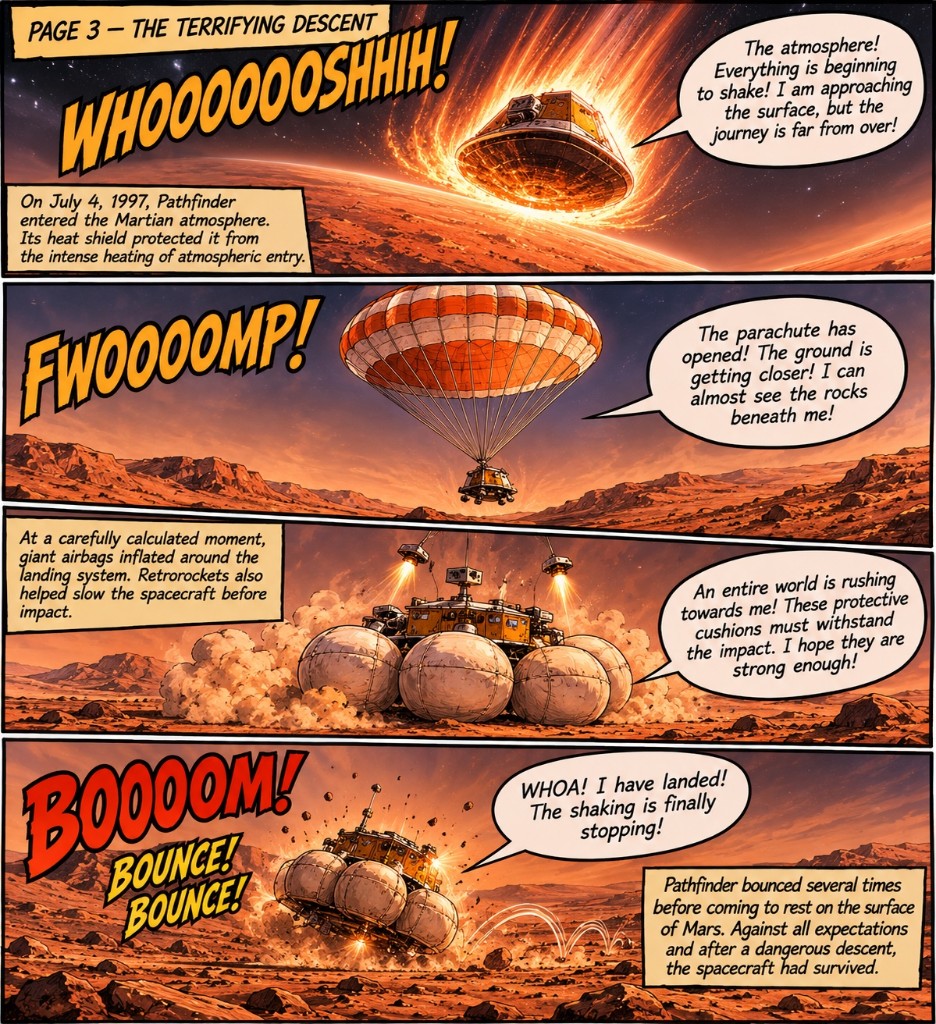 PAGE 3 – THE TERRIFYING DESCENT
WHOOOOOOSHHIH!
The atmosphere!
Everything is beginning
to shake! I am approaching
the surface, but the
journey is far from over!
On July 4, 1997, Pathfinder
entered the Martian atmosphere.
Its heat shield protected it from
the intense heating of atmospheric entry.
FWOOOOMP!
The parachute has
opened! The ground is
getting closer! I can
almost see the rocks
beneath me!
At a carefully calculated moment,
giant airbags inflated around the
landing system. Retrorockets also
helped slow the spacecraft before
impact.
An entire world is rushing
towards me! These protective
cushions must withstand
the impact. I hope they are
strong enough!
BOOOOM!
BOUNCE!
BOUNCE!
WHOA! I have landed!
The shaking is finally
stopping!
Pathfinder bounced several times
before coming to rest on the surface
of Mars. Against all expectations
and after a dangerous descent,
the spacecraft had survived.